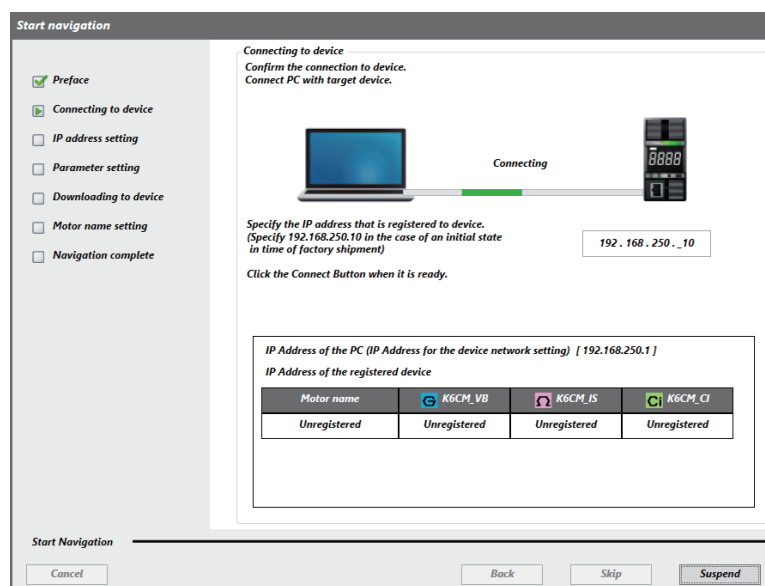 Start navigation
Preface
Connecting to device
IP address setting
Parameter setting
Downloading to device
Motor name setting
Navigation complete
Connecting to device
Confirm the connection to device.
Connect PC with target device.
Connecting
8888
Specify the IP address that is registered to device.
(Specify 192.168.250.10 in the case of an initial state
in time of factory shipment)
192 . 168 . 250 . _10
Click the Connect Button when it is ready.
IP Address of the PC (IP Address for the device network setting) [ 192.168.250.1 ]
IP Address of the registered device
Motor name K6CM_VB Ω K6CM_IS Ci K6CM_CI
Unregistered Unregistered Unregistered Unregistered
Start Navigation
Cancel Back Skip Suspend